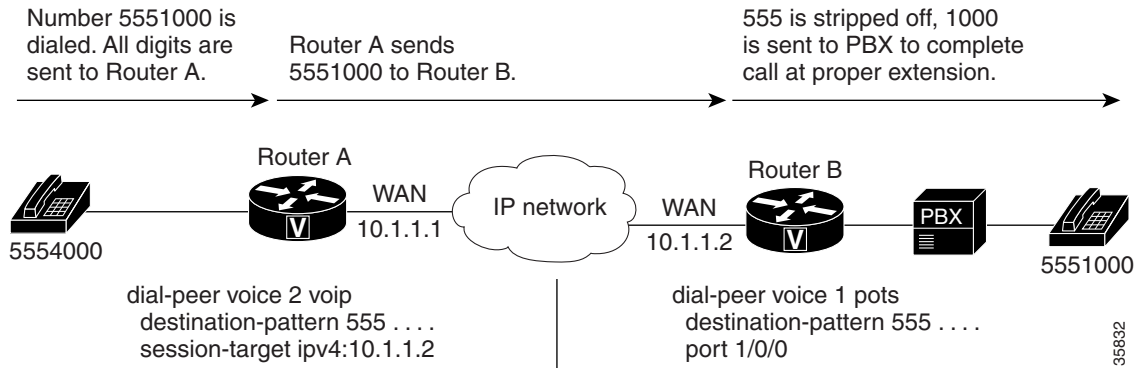 Number 5551000 is
dialed. All digits are
sent to Router A.
Router A sends
5551000 to Router B.
555 is stripped off, 1000
is sent to PBX to complete
call at proper extension.
Router A
V
5554000
WAN
10.1.1.1
IP network
WAN
10.1.1.2
Router B
V
PBX
5551000
dial-peer voice 2 voip
destination-pattern 555 . . . .
session-target ipv4:10.1.1.2
dial-peer voice 1 pots
destination-pattern 555 . . . .
port 1/0/0
35832